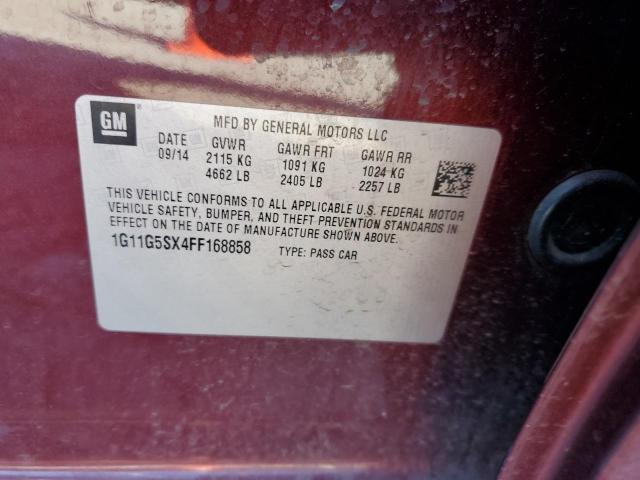 GM
MFD BY GENERAL MOTORS LLC
DATE GVWR GAWR FRT GAWR RR
09/14 2115 KG 1091 KG 1024 KG
4662 LB 2405 LB 2257 LB
THIS VEHICLE CONFORMS TO ALL APPLICABLE U.S. FEDERAL MOTOR
VEHICLE SAFETY, BUMPER, AND THEFT PREVENTION STANDARDS IN
EFFECT ON THE DATE OF MANUFACTURE SHOWN ABOVE.
1G11G5SX4FF168858 TYPE: PASS CAR